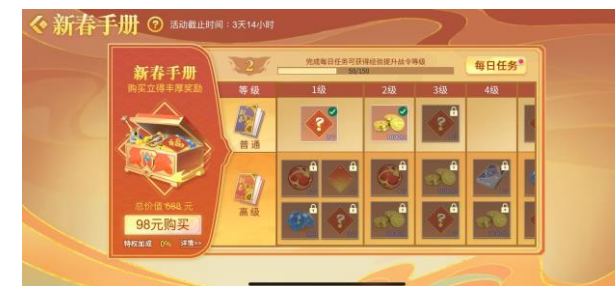 新春手册
活动截止时间：3天14小时
新春手册
购买立得丰厚奖励
总价值 688 元
98元购买
特权加成 0% 详情>>
2
完成每日任务可获得经验提升战令等级
50/150
每日任务
等级 1级 2级 3级 4级
普通
高级